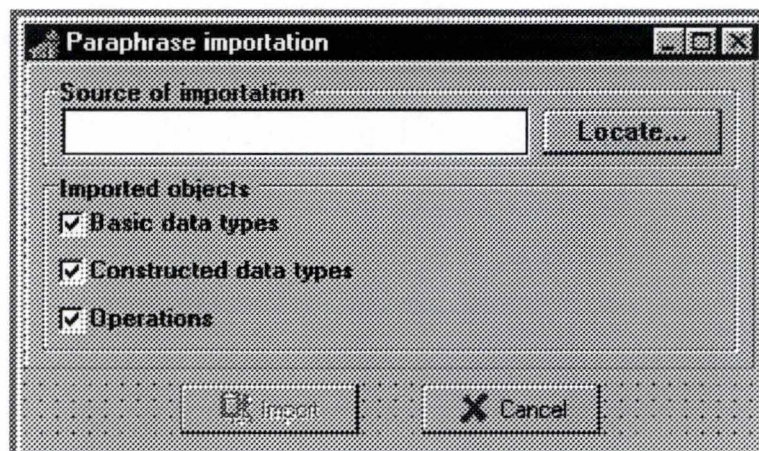 Paraphrase importation
Source of importation
Locate...
Imported objects
Basic data types
Constructed data types
Operations
Import
Cancel